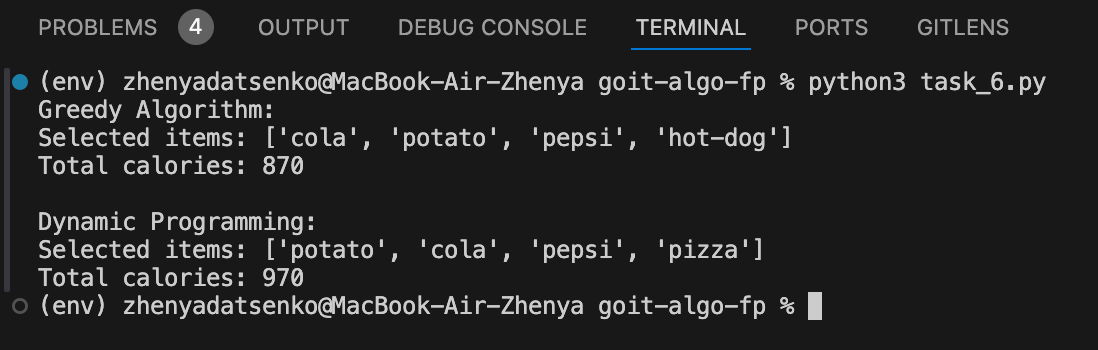 PROBLEMS 4 OUTPUT DEBUG CONSOLE TERMINAL PORTS GITLENS
(env) zhenyadatsenko@MacBook-Air-Zhenya goit-algo-fp % python3 task_6.py
Greedy Algorithm:
Selected items: ['cola', 'potato', 'pepsi', 'hot-dog']
Total calories: 870
Dynamic Programming:
Selected items: ['potato', 'cola', 'pepsi', 'pizza']
Total calories: 970
(env) zhenyadatsenko@MacBook-Air-Zhenya goit-algo-fp %